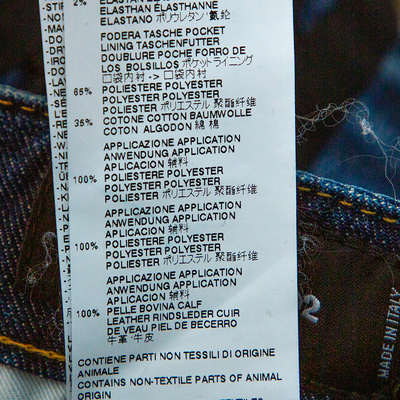 2%
ELASTHAN ELASTHANNE
ELASTANO ポリウレタン 氨纶
FODERA TASCHE POCKET
LINING TASCHENFUTTER
DOUBLURE POCHE FORRO DE
LOS BOLSILLOS ポケットライニング
口袋内衬 -> 口袋内衬
65% POLIESTERE POLYESTER
POLYESTER POLYESTER
POLIESTER ポリエステル 聚酯纤维
35% COTONE COTTON BAUMWOLLE
COTON ALGODON 綿 棉
APPLICAZIONE APPLICATION
ANWENDUNG APPLICATION
APLICACION 辅料
100% POLIESTERE POLYESTER
POLYESTER POLYESTER
POLIESTER ポリエステル 聚酯纤维
APPLICAZIONE APPLICATION
ANWENDUNG APPLICATION
APLICACION 辅料
100% POLIESTERE POLYESTER
POLYESTER POLYESTER
POLIESTER ポリエステル 聚酯纤维
APPLICAZIONE APPLICATION
ANWENDUNG APPLICATION
APLICACION 辅料
100% PELLE BOVINA CALF
LEATHER RINDSLEDER CUIR
DE VEAU PIEL DE BECERRO
牛革 牛皮
CONTIENE PARTI NON TESSILI DI ORIGINE
ANIMALE
CONTAINS NON-TEXTILE PARTS OF ANIMAL
ORIGIN
2
MADE IN ITALY